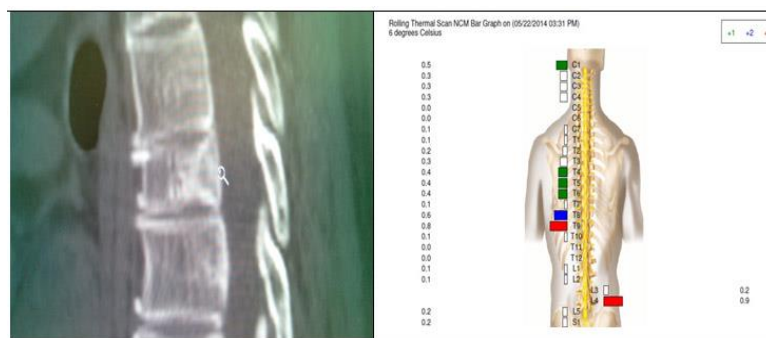 Rolling Thermal Scan NCM Bar Graph on (05/22/2014 03:31 PM)
6 degrees Celsius
+1 +2
0.5 C1
0.3 C2
0.3 C3
0.3 C4
0.0 C5
0.0 C6
0.1 C7
0.1 T1
0.2 T2
0.3 T3
0.4 T4
0.4 T5
0.4 T6
0.1 T7
0.6 T8
0.8 T9
0.1 T10
0.0 T11
0.0 T12
0.1 L1
0.1 L2
L3 0.2
L4 0.9
0.2 L5
0.2 S1